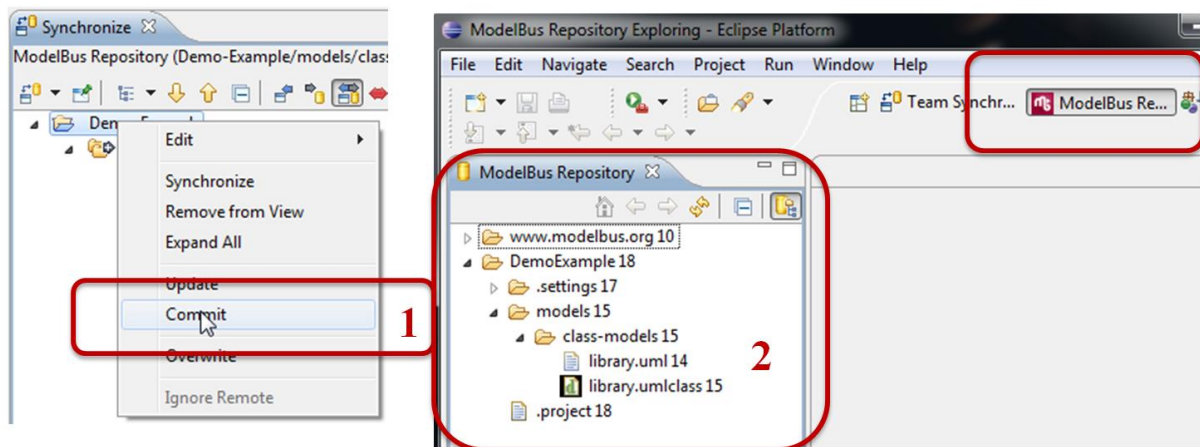 Synchronize
ModelBus Repository (Demo-Example/models/clas
Edit
Synchronize
Remove from View
Expand All
Update
Commit
Overwrite
Ignore Remote
1
ModelBus Repository Exploring - Eclipse Platform
File Edit Navigate Search Project Run Window Help
Team Synchr... ModelBus Re...
ModelBus Repository
www.modelbus.org 10
DemoExample 18
.settings 17
models 15
class-models 15
library.uml 14
library.umlclass 15
.project 18
2